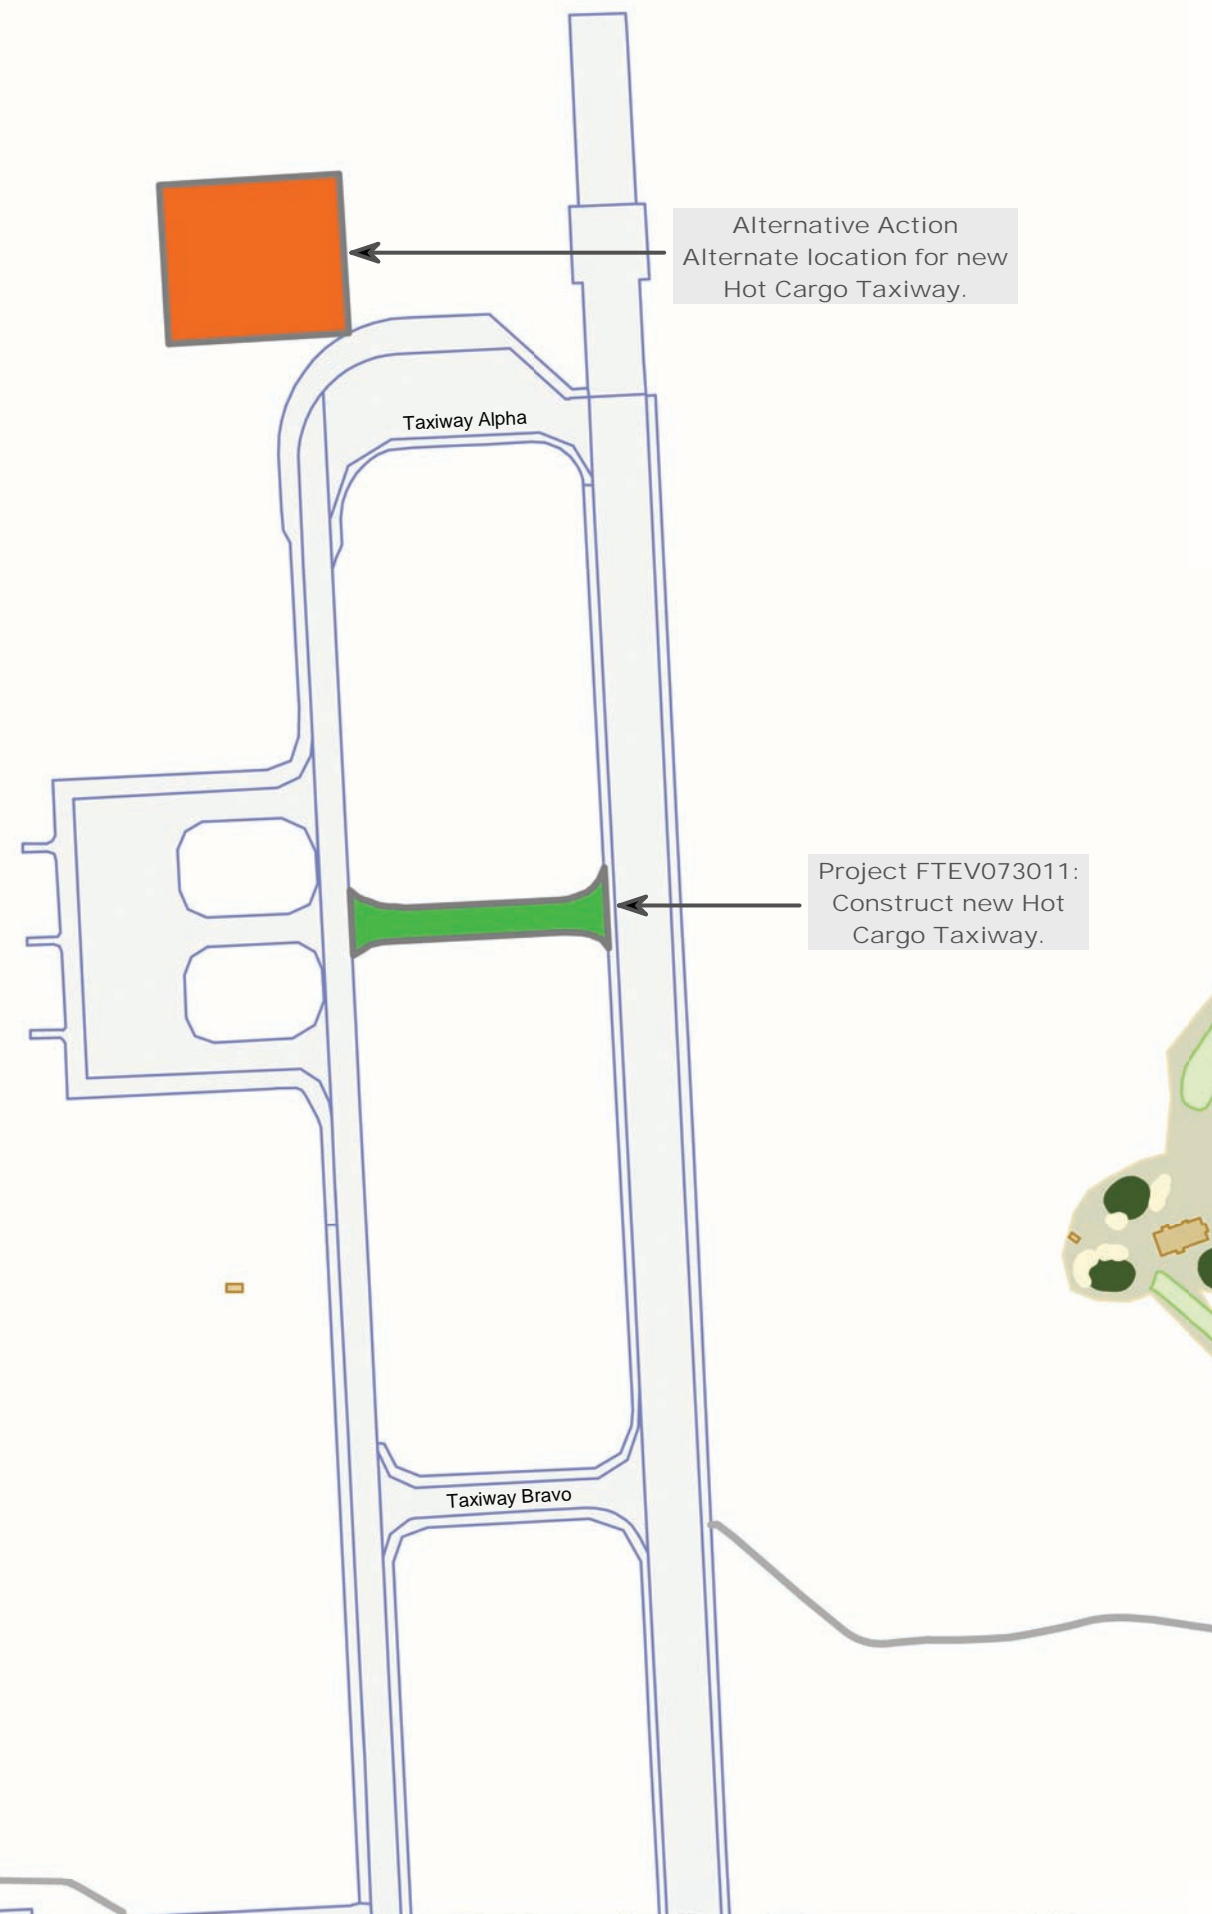 Alternative Action
Alternate location for new
Hot Cargo Taxiway.
Taxiway Alpha
Project FTEV073011:
Construct new Hot
Cargo Taxiway.
Taxiway Bravo